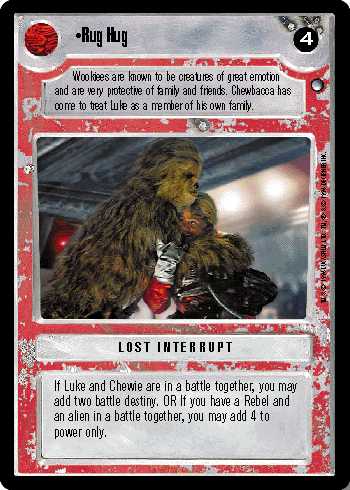 •Rug Hug
4
Wookiees are known to be creatures of great emotion
and are very protective of family and friends. Chewbacca has
come to treat Luke as a member of his own family.
LOST INTERRUPT
If Luke and Chewie are in a battle together, you may
add two battle destiny. OR If you have a Rebel and
an alien in a battle together, you may add 4 to
power only.